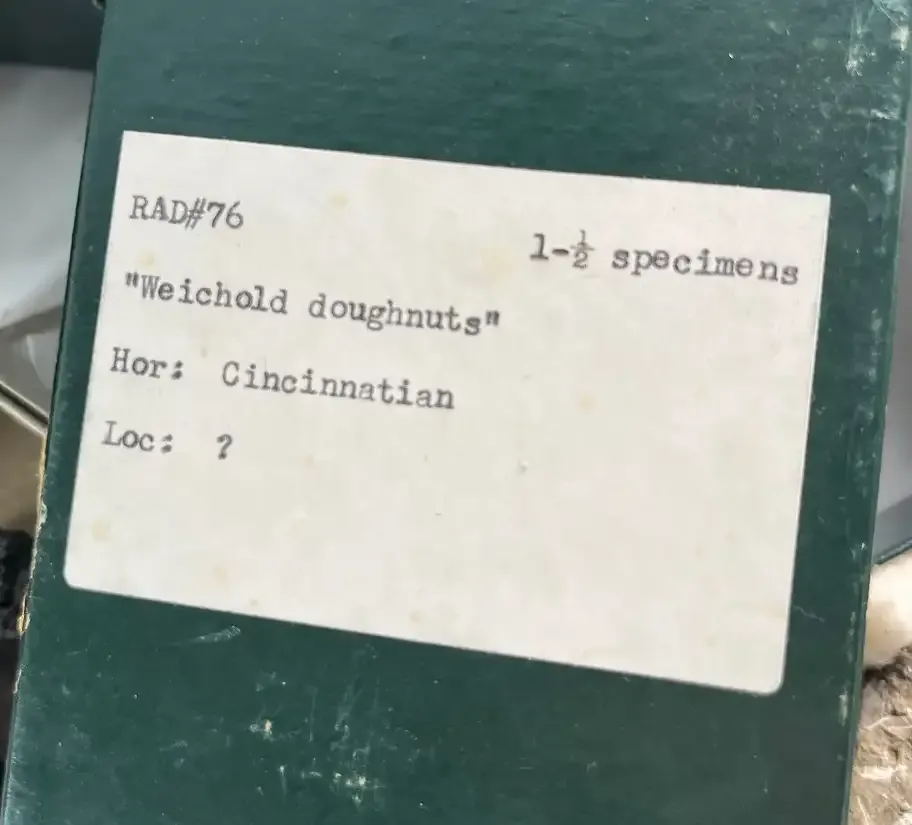 RAD#76
1-½ specimens
"Weichold doughnuts"
Hor: Cincinnatian
Loc: ?